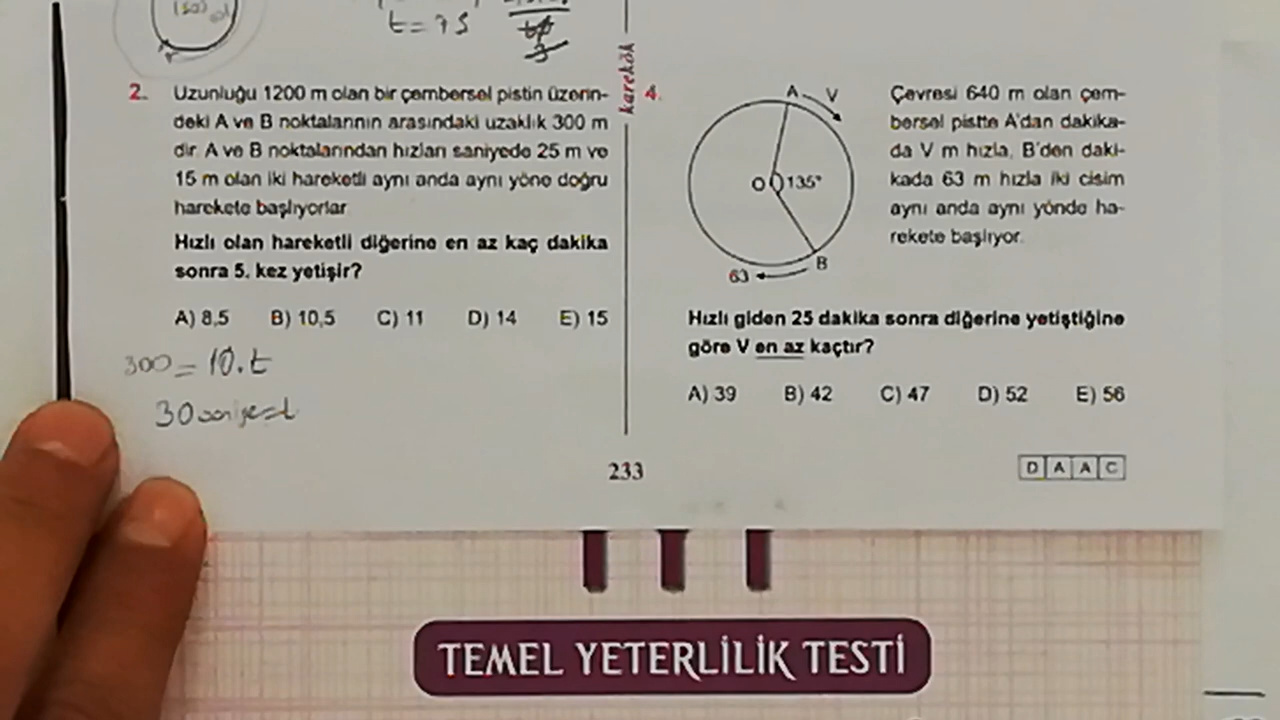 t = 7 5
karekök
2. Uzunluğu 1200 m olan bir çembersel pistin üzerin-
deki A ve B noktalarının arasındaki uzaklık 300 m
dir. A ve B noktalarından hızları saniyede 25 m ve
15 m olan iki hareketli aynı anda aynı yöne doğru
harekete başlıyorlar
Hızlı olan hareketli diğerine en az kaç dakika
sonra 5. kez yetişir?
A) 8,5 B) 10,5 C) 11 D) 14 E) 15
300 = 10.t
30 saniye=t
4.
A V
O 135°
B
63
Çevresi 640 m olan çem-
bersel pistte A'dan dakika-
da V m hızla, B'den daki-
kada 63 m hızla iki cisim
aynı anda aynı yönde ha-
rekete başlıyor.
Hızlı giden 25 dakika sonra diğerine yetiştiğine
göre V en az kaçtır?
A) 39 B) 42 C) 47 D) 52 E) 56
233
D A A C
TEMEL YETERLİLİK TESTİ